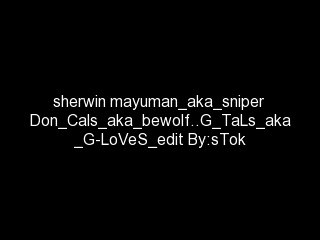 sherwin mayuman_aka_sniper
Don_Cals_aka_bewolf..G_TaLs_aka
_G-LoVeS_edit By:sTok